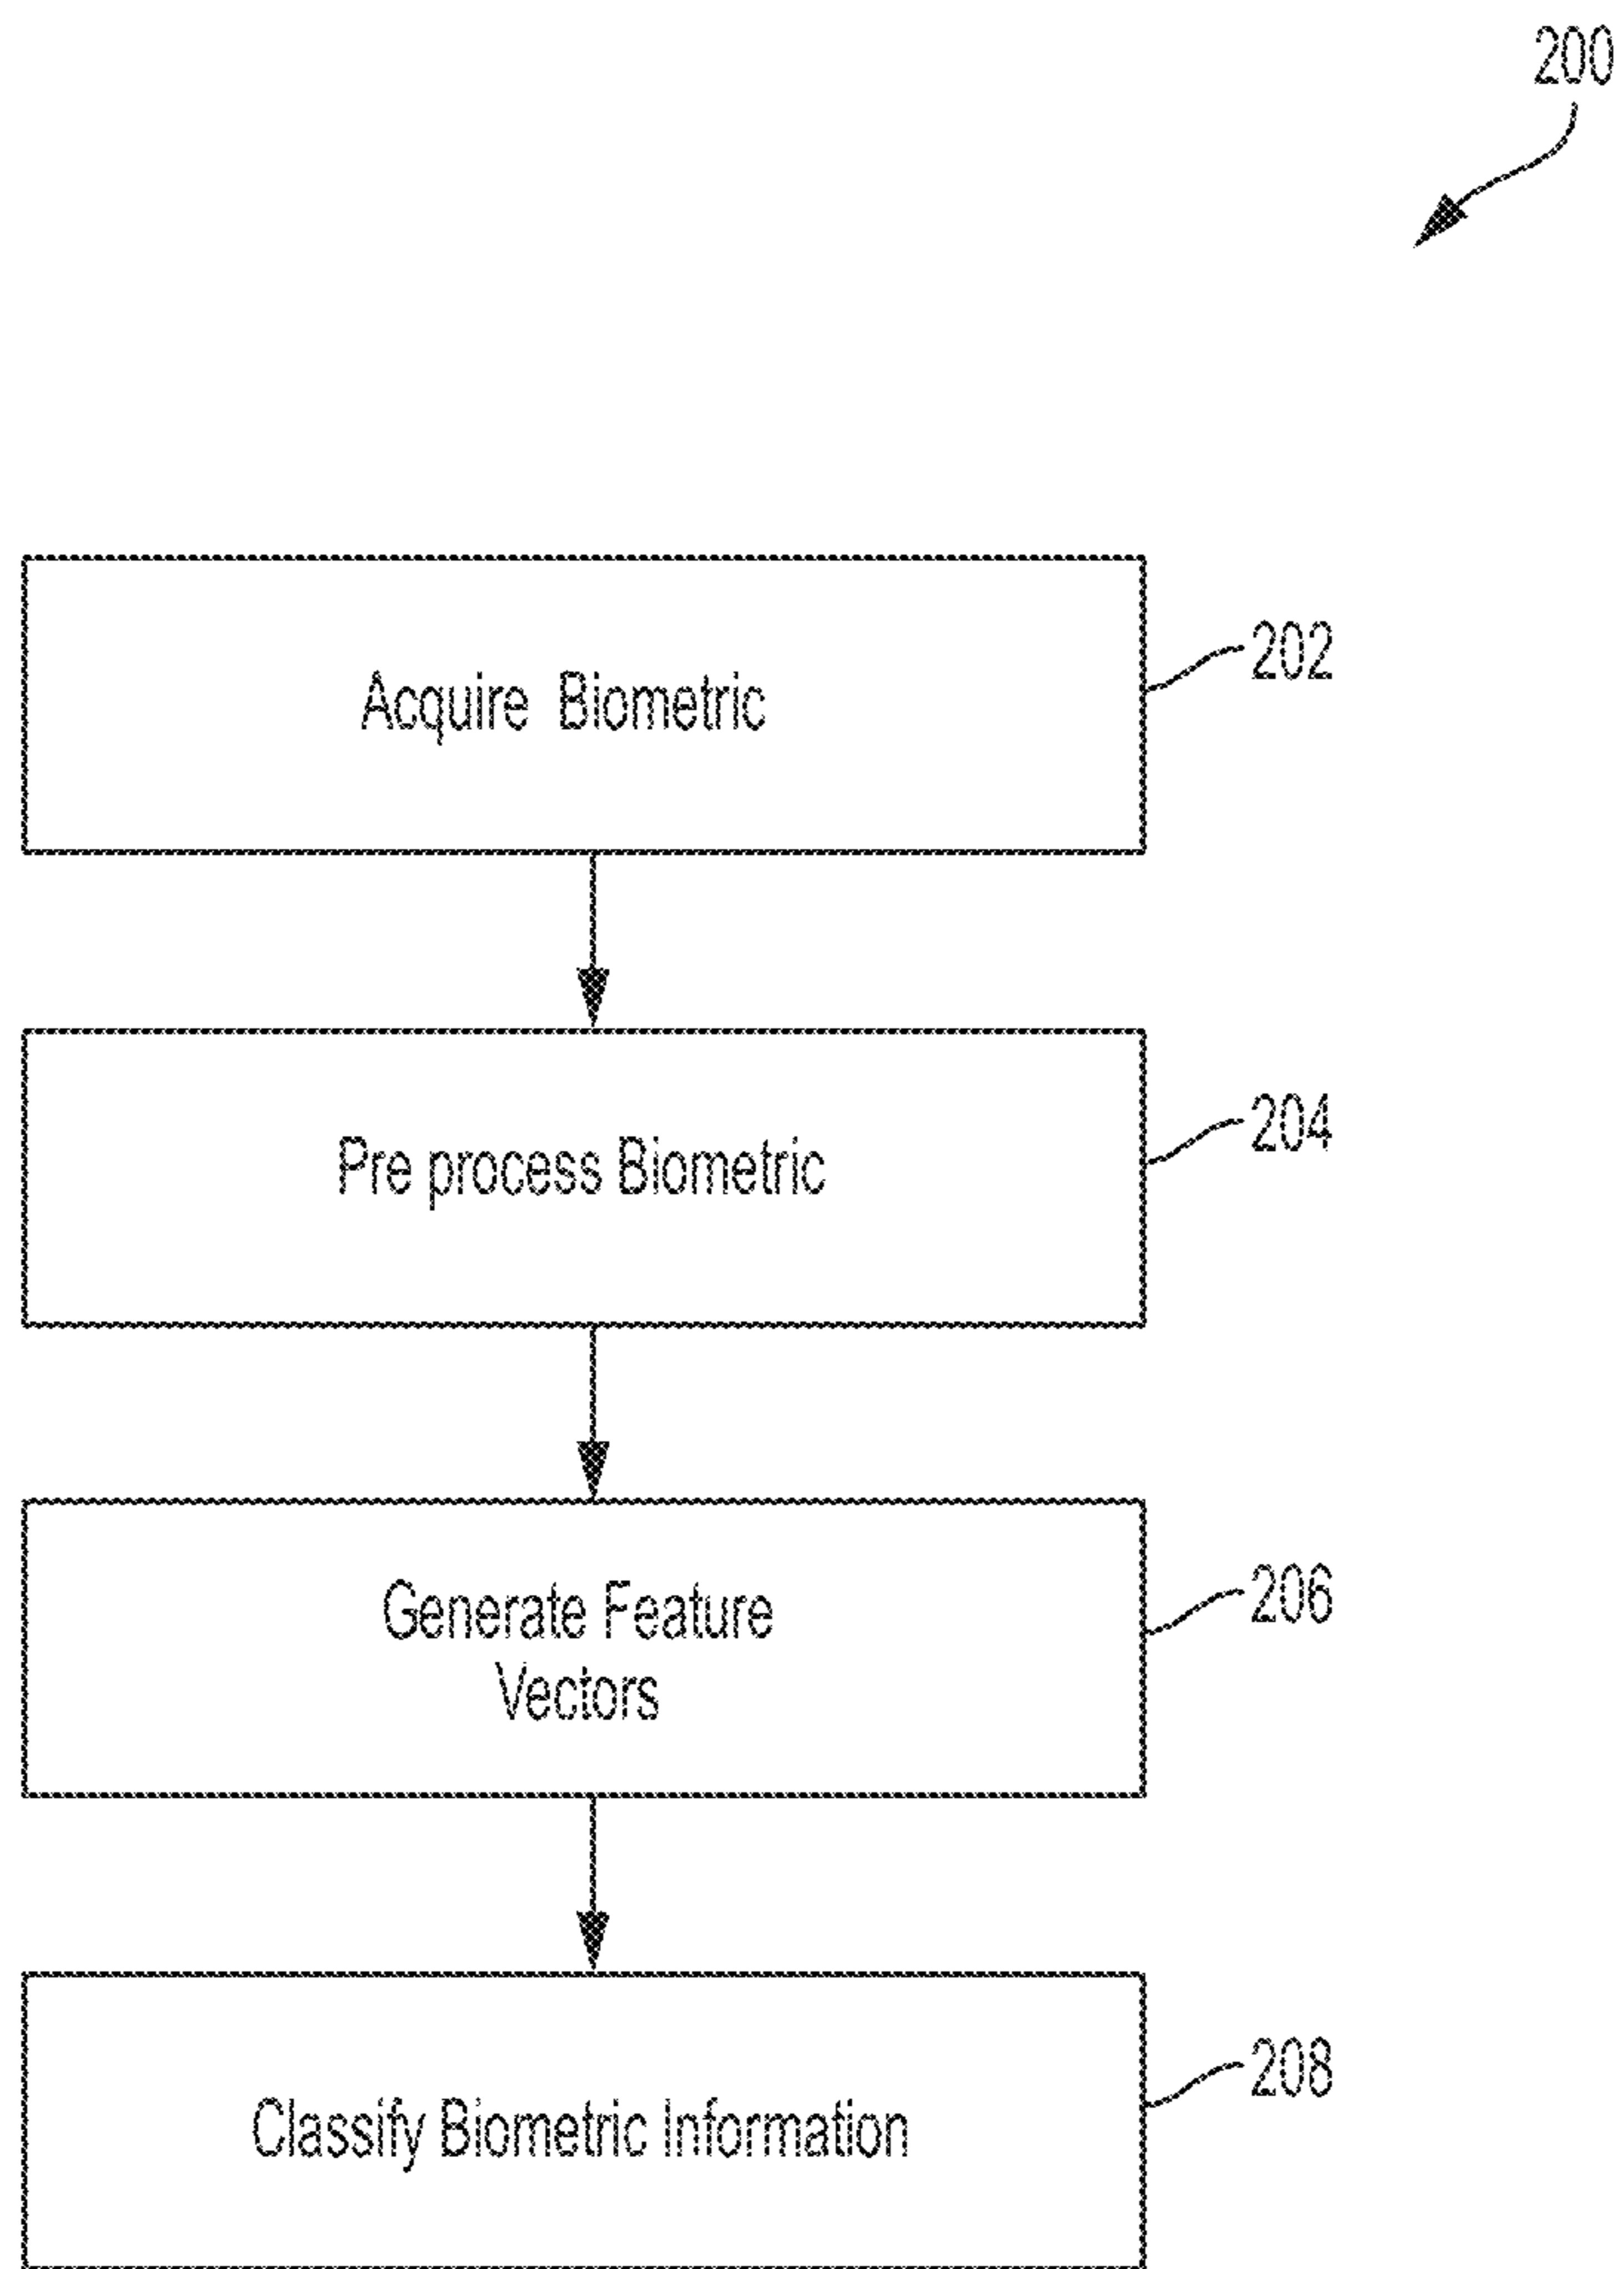 200
Acquire Biometric
202
Pre process Biometric
204
Generate Feature
Vectors
206
Classify Biometric Information
208